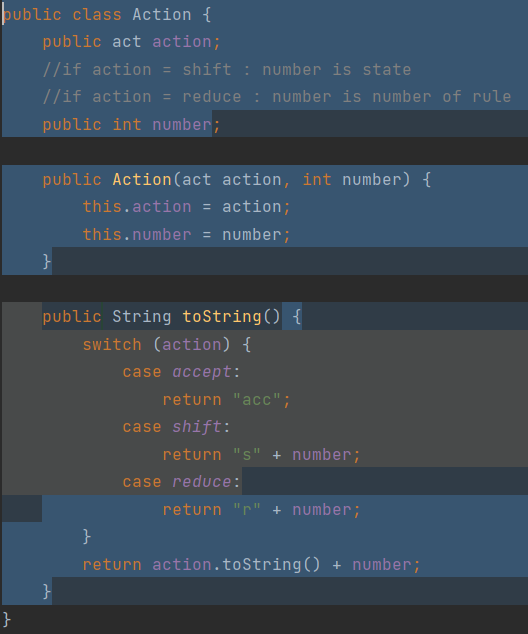 public class Action {
    public act action;
    //if action = shift : number is state
    //if action = reduce : number is number of rule
    public int number;

    public Action(act action, int number) {
        this.action = action;
        this.number = number;
    }

    public String toString() {
        switch (action) {
            case accept:
                return "acc";
            case shift:
                return "s" + number;
            case reduce:
                return "r" + number;
        }
        return action.toString() + number;
    }
}